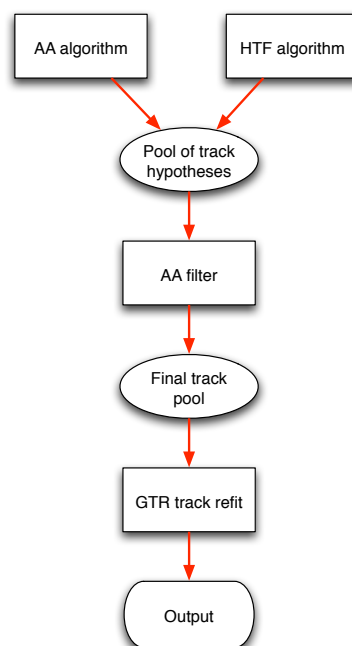 AA algorithm
HTF algorithm
Pool of track
hypotheses
AA filter
Final track
pool
GTR track refit
Output